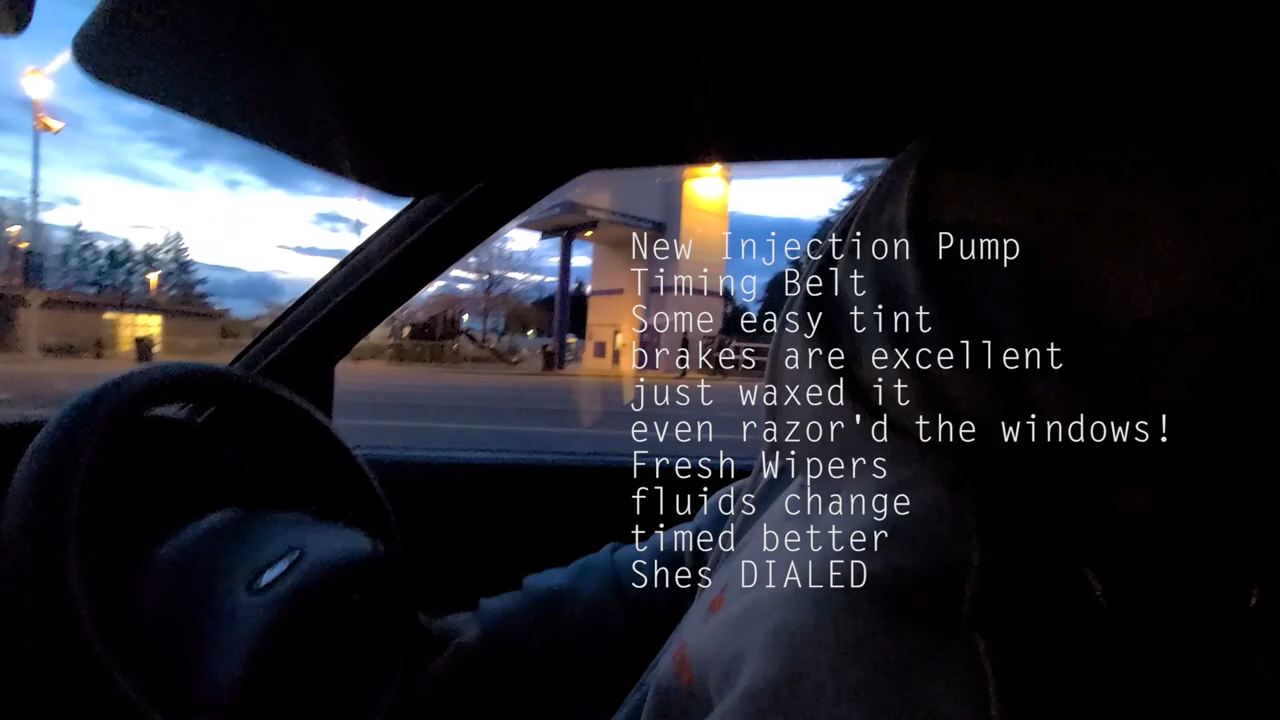 New Injection Pump
Timing Belt
Some easy tint
brakes are excellent
just waxed it
even razor'd the windows!
Fresh Wipers
fluids change
timed better
Shes DIALED